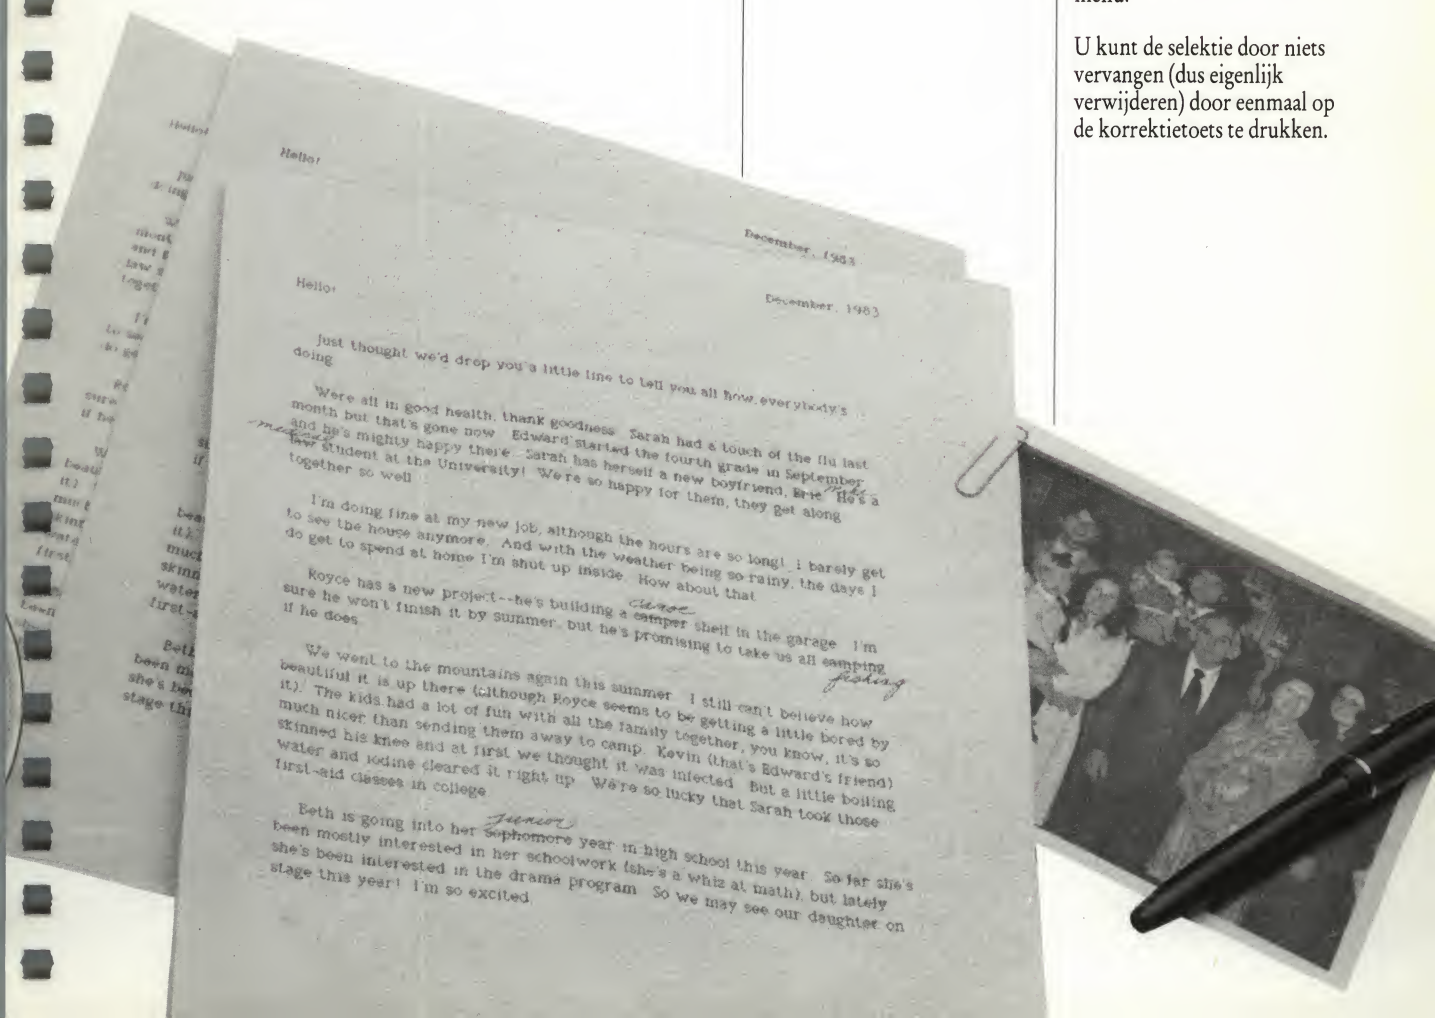 U kunt de selektie door niets
vervangen (dus eigenlijk
verwijderen) door eenmaal op
de korrektietoets te drukken.
Hello!
December, 1983
Hello!
December, 1983
Just thought we'd drop you a little line to tell you all how everybody's
doing
Were all in good health, thank goodness Sarah had a touch of the flu last
month but that's gone now Edward started the fourth grade in September
and he's mighty happy there Sarah has herself a new boyfriend, He's a
law student at the University! We're so happy for them, they get along
together so well
I'm doing fine at my new job, although the hours are so long! I barely get
to see the house anymore. And with the weather being so rainy, the days I
do get to spend at home I'm shut up inside. How about that
canoe
Royce has a new project--he's building a camper shell in the garage I'm
sure he won't finish it by summer, but he's promising to take us all camping
fishing
if he does
We went to the mountains again this summer I still can't believe how
beautiful it is up there (although Royce seems to be getting a little bored by
it). The kids had a lot of fun with all the family together, you know, it's so
much nicer than sending them away to camp. Kevin (that's Edward's friend)
skinned his knee and at first we thought it was infected But a little boiling
water and iodine cleared it right up We're so lucky that Sarah took those
first-aid classes in college
junior
Beth is going into her sophomore year in high school this year So far she's
been mostly interested in her schoolwork (she's a whiz at math), but lately
she's been interested in the drama program So we may see our daughter on
stage this year! I'm so excited